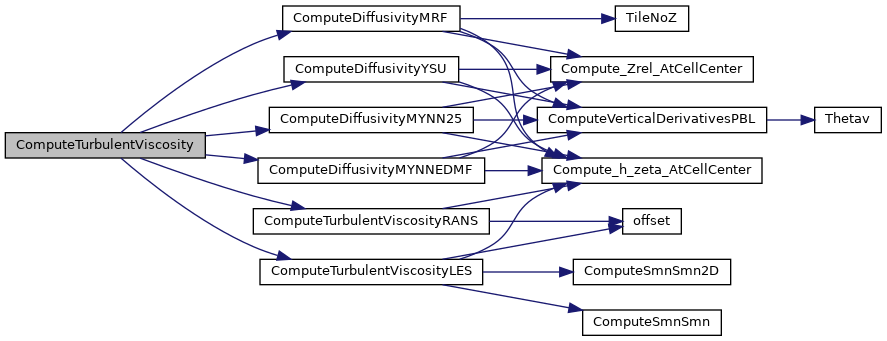 ComputeTurbulentViscosity
ComputeDiffusivityMRF
ComputeDiffusivityYSU
ComputeDiffusivityMYNN25
ComputeDiffusivityMYNNEDMF
ComputeTurbulentViscosityRANS
ComputeTurbulentViscosityLES
TileNoZ
Compute_Zrel_AtCellCenter
ComputeVerticalDerivativesPBL
Compute_h_zeta_AtCellCenter
offset
ComputeSmnSmn2D
ComputeSmnSmn
Thetav